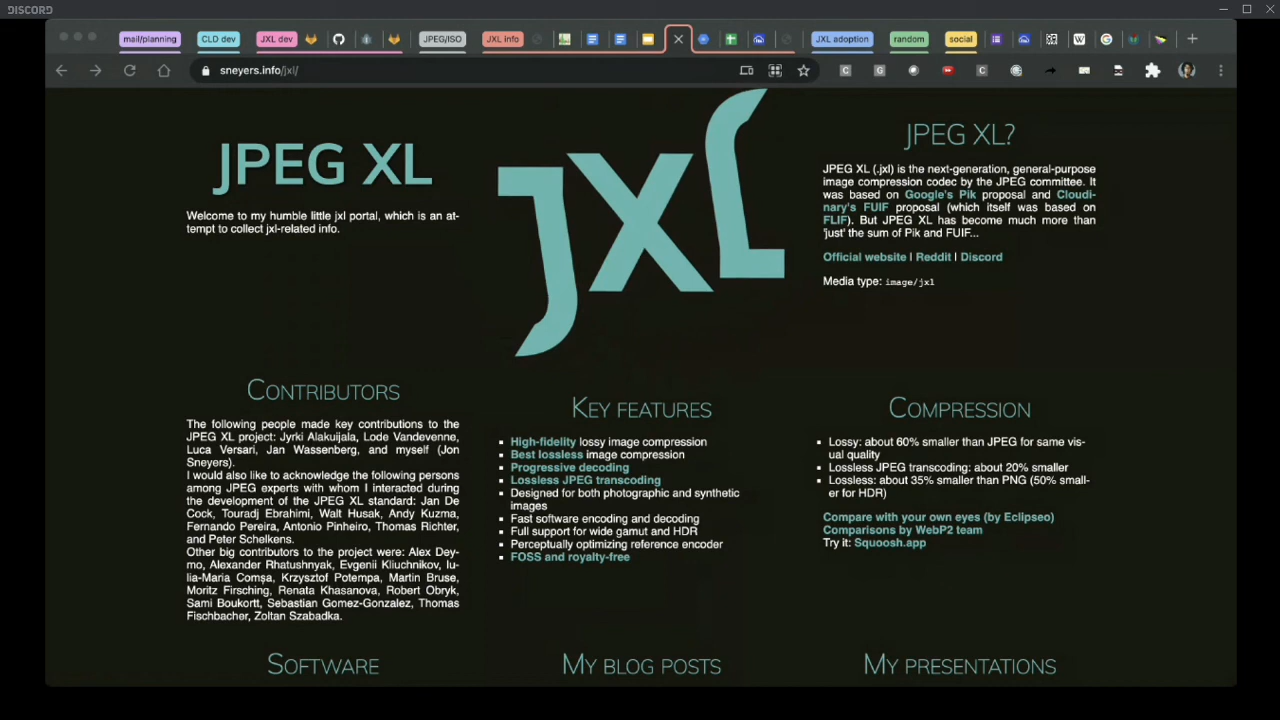 DISCORD
mail/planning
CLD dev
JXL dev
JPEG/ISO
JXL info
JXL adoption
random
social
sneyers.info/jxl/
JPEG XL
Welcome to my humble little jxl portal, which is an at-
tempt to collect jxl-related info.
jxl
JPEG XL?
JPEG XL (.jxl) is the next-generation, general-purpose
image compression codec by the JPEG committee. It
was based on Google's Pik proposal and Cloudi-
nary's FUIF proposal (which itself was based on
FLIF). But JPEG XL has become much more than
'just' the sum of Pik and FUIF...
Official website | Reddit | Discord
Media type: image/jxl
Contributors
The following people made key contributions to the
JPEG XL project: Jyrki Alakuijala, Lode Vandevenne,
Luca Versari, Jan Wassenberg, and myself (Jon
Sneyers).
I would also like to acknowledge the following persons
among JPEG experts with whom I interacted during
the development of the JPEG XL standard: Jan De
Cock, Touradj Ebrahimi, Walt Husak, Andy Kuzma,
Fernando Pereira, Antonio Pinheiro, Thomas Richter,
and Peter Schelkens.
Other big contributors to the project were: Alex Dey-
mo, Alexander Rhatushnyak, Evgenii Kliuchnikov, Iu-
lia-Maria Comșa, Krzysztof Potempa, Martin Bruse,
Moritz Firsching, Renata Khasanova, Robert Obryk,
Sami Boukortt, Sebastian Gomez-Gonzalez, Thomas
Fischbacher, Zoltan Szabadka.
Key features
High-fidelity lossy image compression
Best lossless image compression
Progressive decoding
Lossless JPEG transcoding
Designed for both photographic and synthetic
images
Fast software encoding and decoding
Full support for wide gamut and HDR
Perceptually optimizing reference encoder
FOSS and royalty-free
Compression
Lossy: about 60% smaller than JPEG for same vis-
ual quality
Lossless JPEG transcoding: about 20% smaller
Lossless: about 35% smaller than PNG (50% small-
er for HDR)
Compare with your own eyes (by Eclipseo)
Comparisons by WebP2 team
Try it: Squoosh.app
Software
My blog posts
My presentations